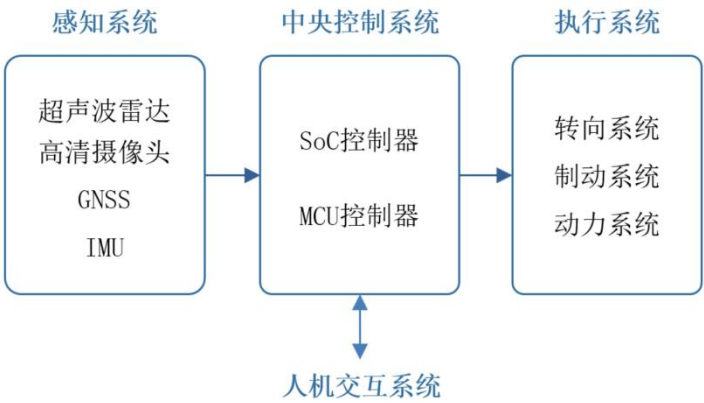 感知系统
中央控制系统
执行系统
超声波雷达
高清摄像头
GNSS
IMU
SoC控制器
MCU控制器
转向系统
制动系统
动力系统
人机交互系统